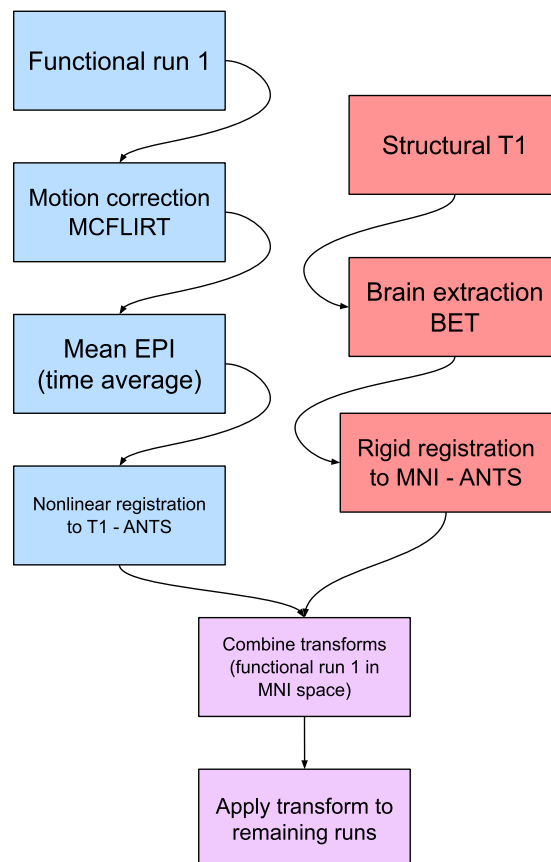 Functional run 1
Motion correction
MCFLIRT
Mean EPI
(time average)
Nonlinear registration
to T1 - ANTS
Structural T1
Brain extraction
BET
Rigid registration
to MNI - ANTS
Combine transforms
(functional run 1 in
MNI space)
Apply transform to
remaining runs